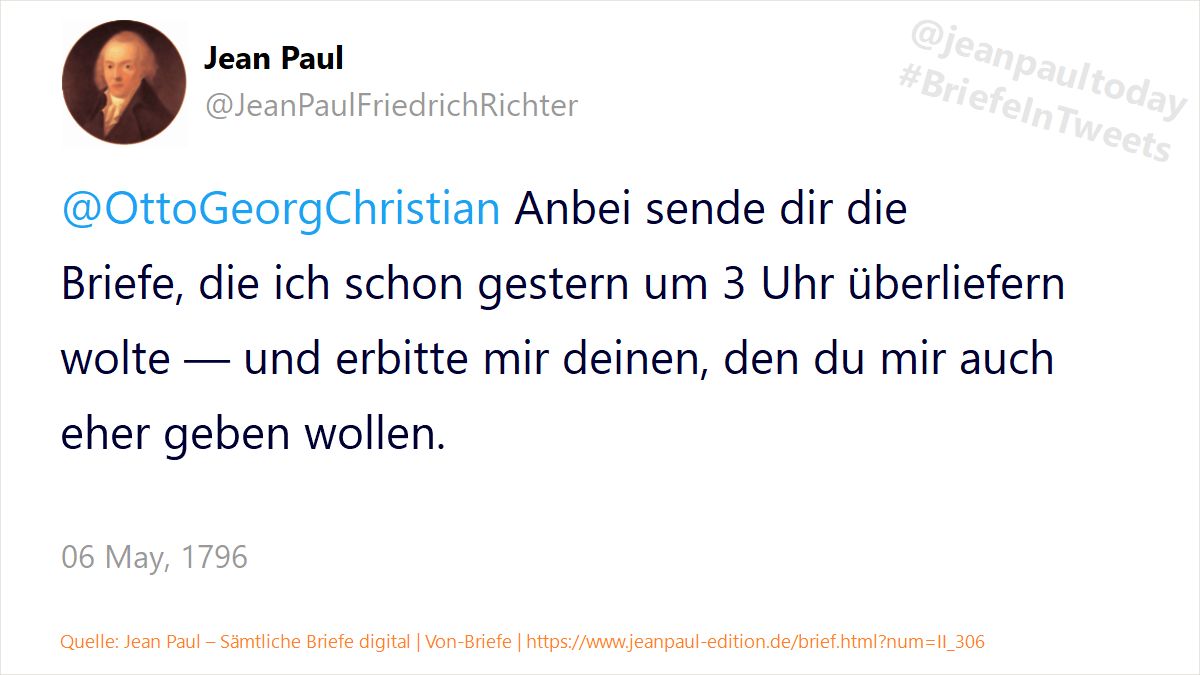 Jean Paul
@JeanPaulFriedrichRichter
@jeanpaultoday
#BriefeInTweets
@OttoGeorgChristian Anbei sende dir die
Briefe, die ich schon gestern um 3 Uhr überliefern
wolte — und erbitte mir deinen, den du mir auch
eher geben wollen.
06 May, 1796
Quelle: Jean Paul – Sämtliche Briefe digital | Von-Briefe | https://www.jeanpaul-edition.de/brief.html?num=II_306